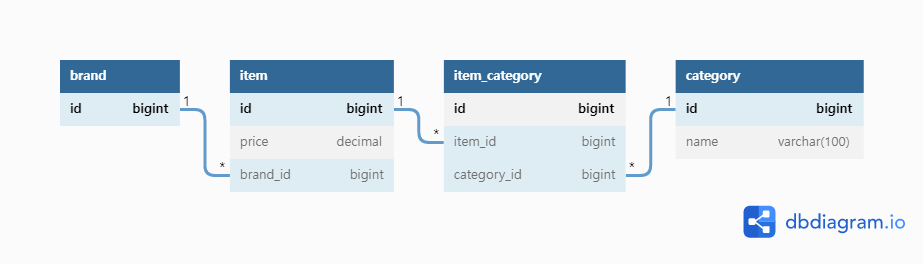 brand
id bigint
1
*
item
id bigint
price decimal
brand_id bigint
1
*
item_category
id bigint
item_id bigint
category_id bigint
*
1
category
id bigint
name varchar(100)
dbdiagram.io